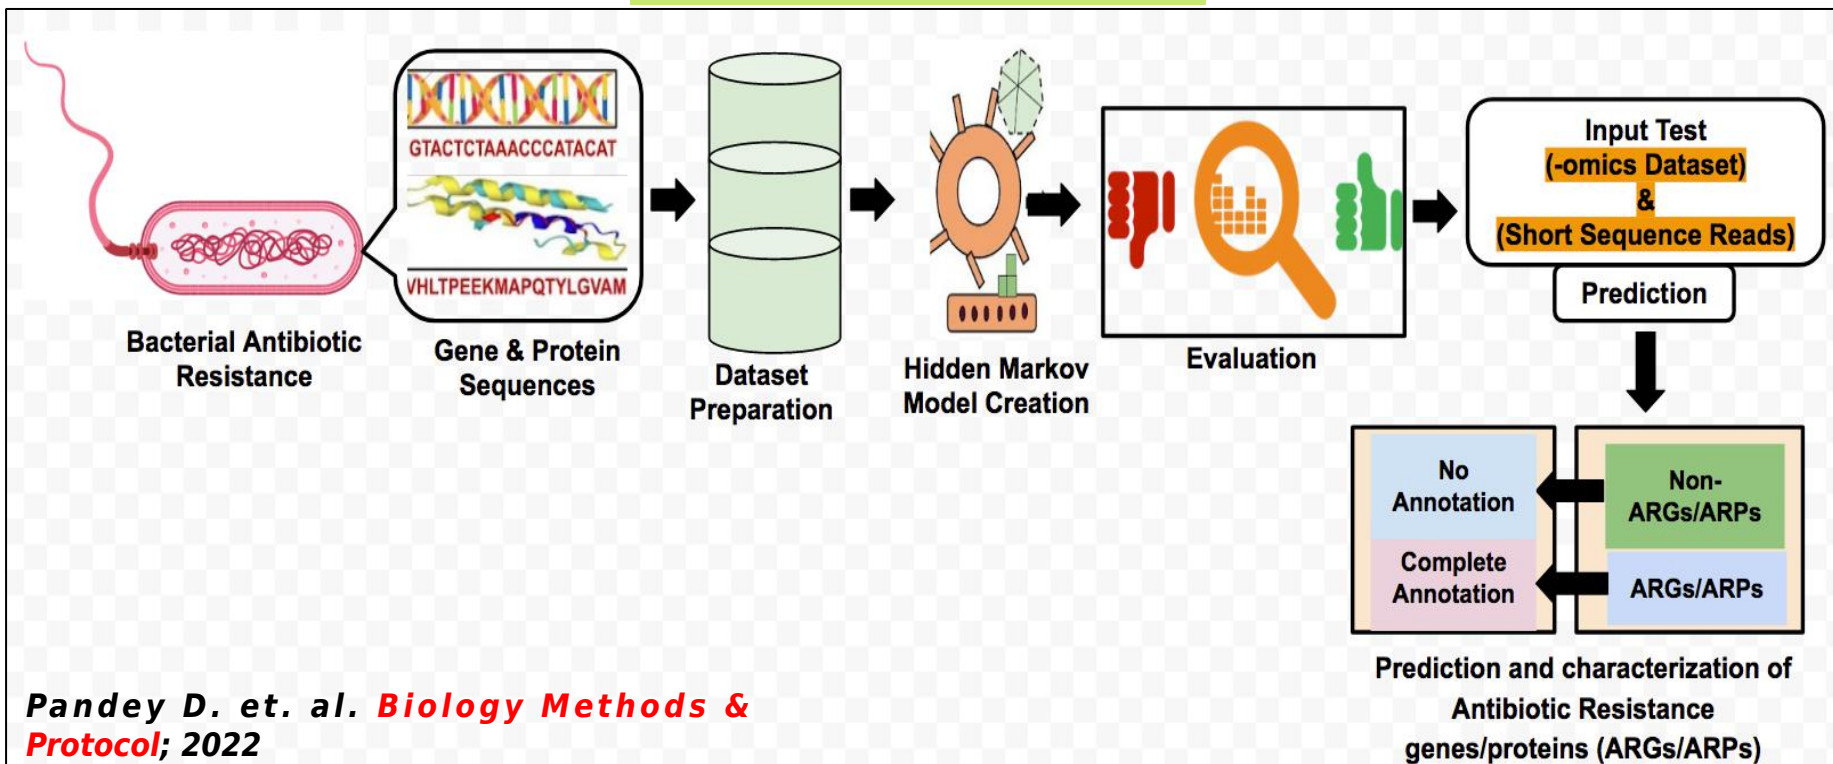 GTACTCTAAACCCATACAT
VHLTPEEKMAPQTYLGVAM
Bacterial Antibiotic
Resistance
Gene & Protein
Sequences
Dataset
Preparation
Hidden Markov
Model Creation
Evaluation
Input Test
(-omics Dataset)
&
(Short Sequence Reads)
Prediction
No
Annotation
Non-
ARGs/ARPs
Complete
Annotation
ARGs/ARPs
Prediction and characterization of
Antibiotic Resistance
genes/proteins (ARGs/ARPs)
Pandey D. et. al. Biology Methods &
Protocol; 2022